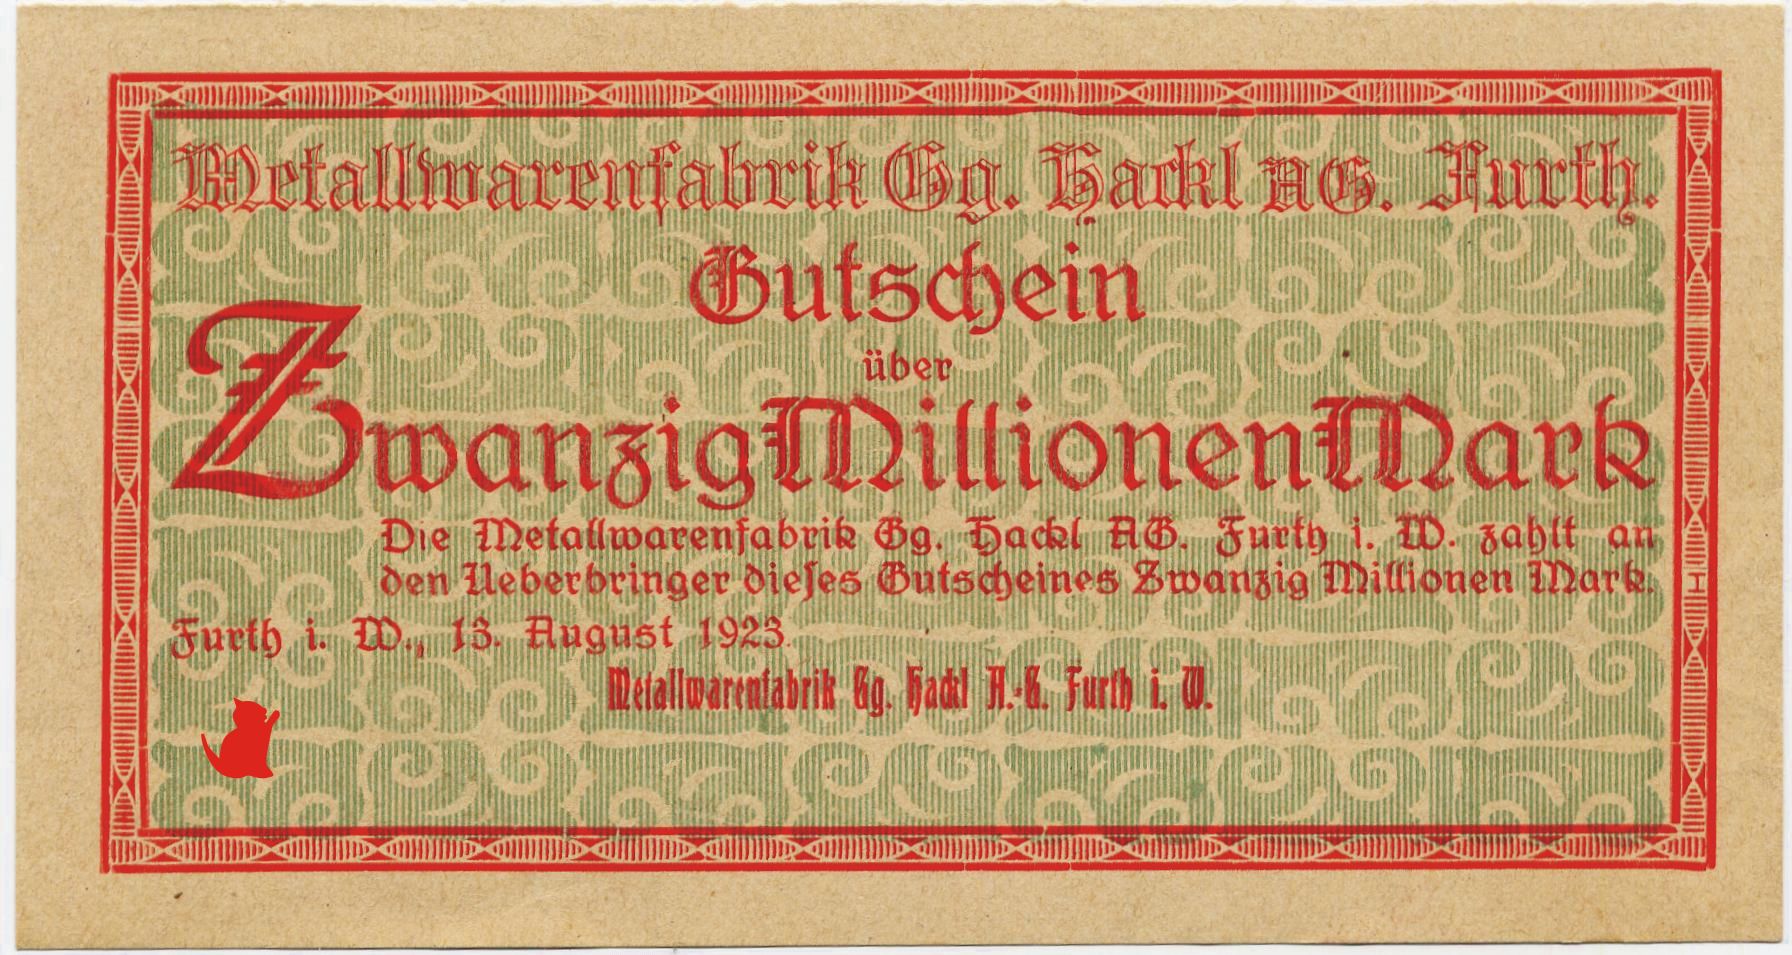 Metallwarenfabrik Gg. Hackl AG. Furth.
Gutschein
über
Zwanzig Millionen Mark
Die Metallwarenfabrik Gg. Hackl AG. Furth i. W. zahlt an
den Ueberbringer dieses Gutscheines Zwanzig Millionen Mark.
Furth i. W., 13. August 1923.
Metallwarenfabrik Gg. Hackl A.-G. Furth i. W.